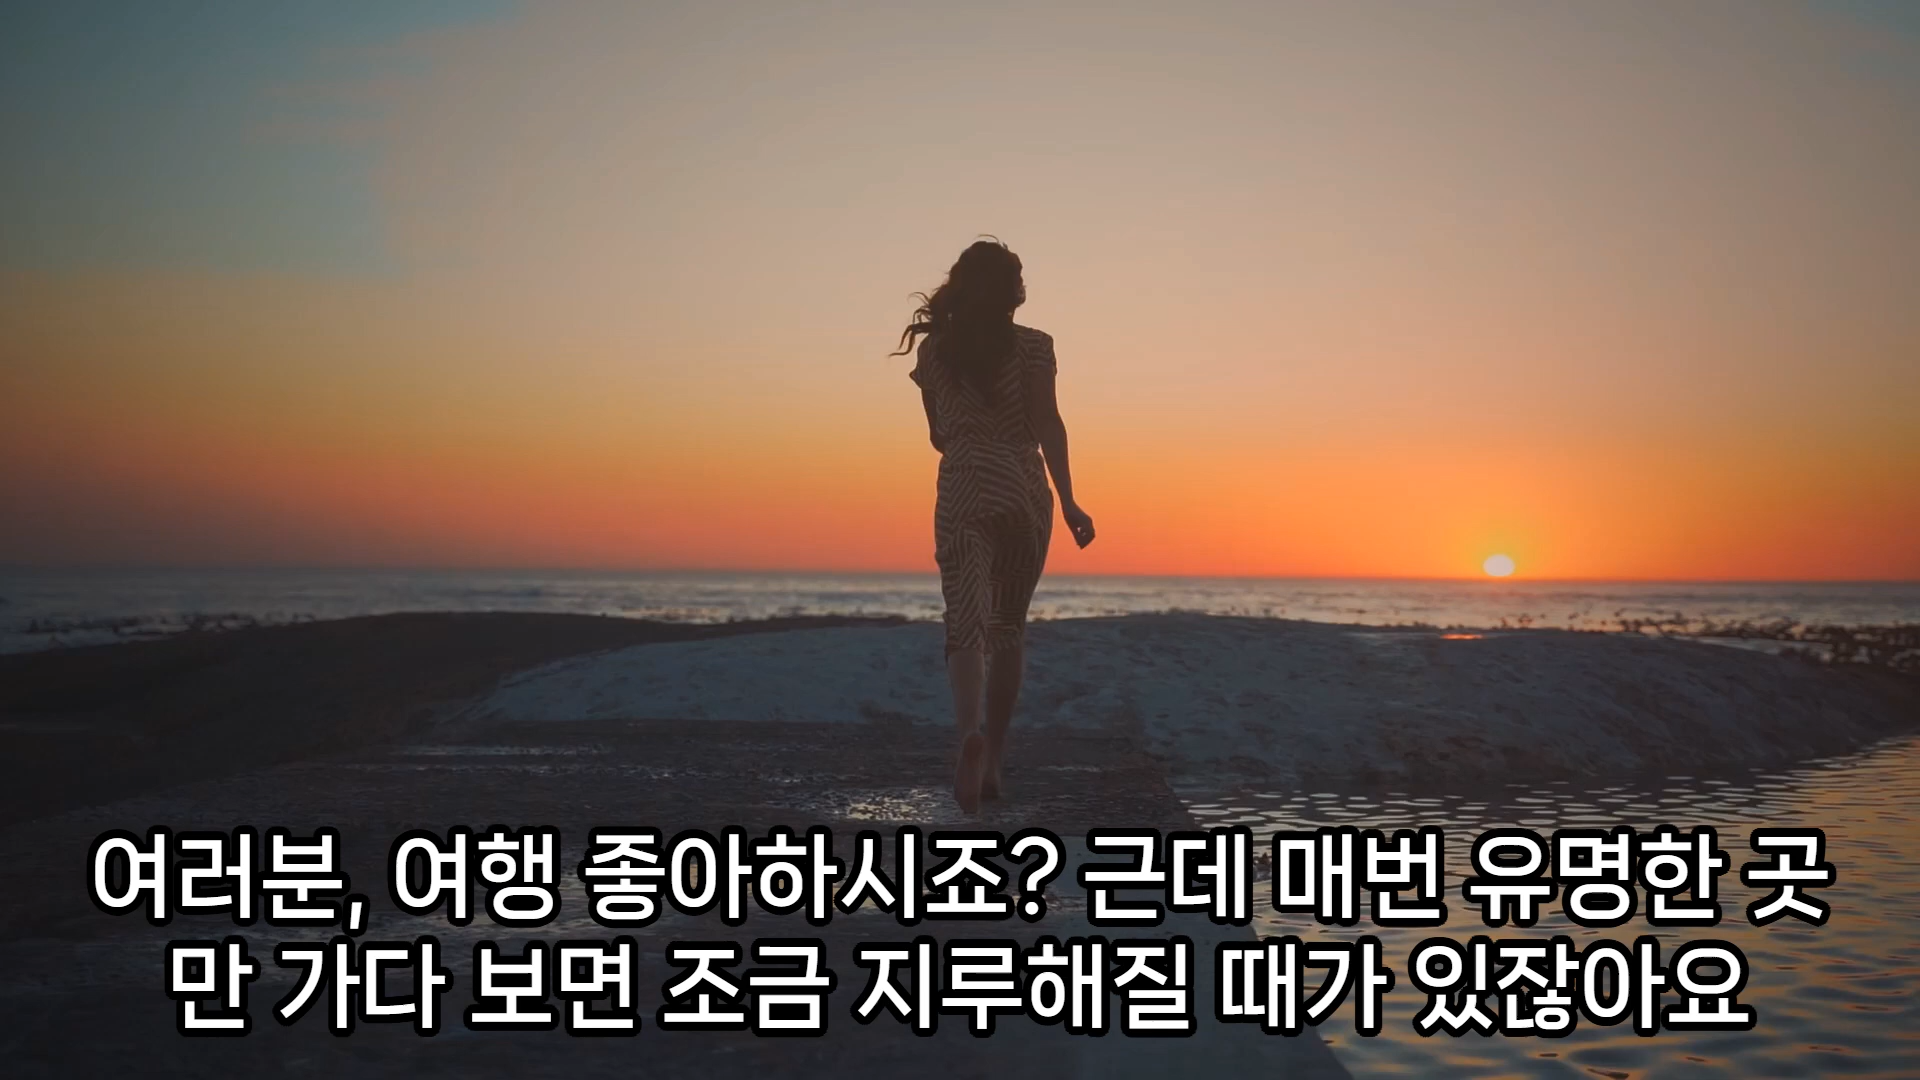 여러분, 여행 좋아하시죠? 근데 매번 유명한 곳
만 가다 보면 조금 지루해질 때가 있잖아요